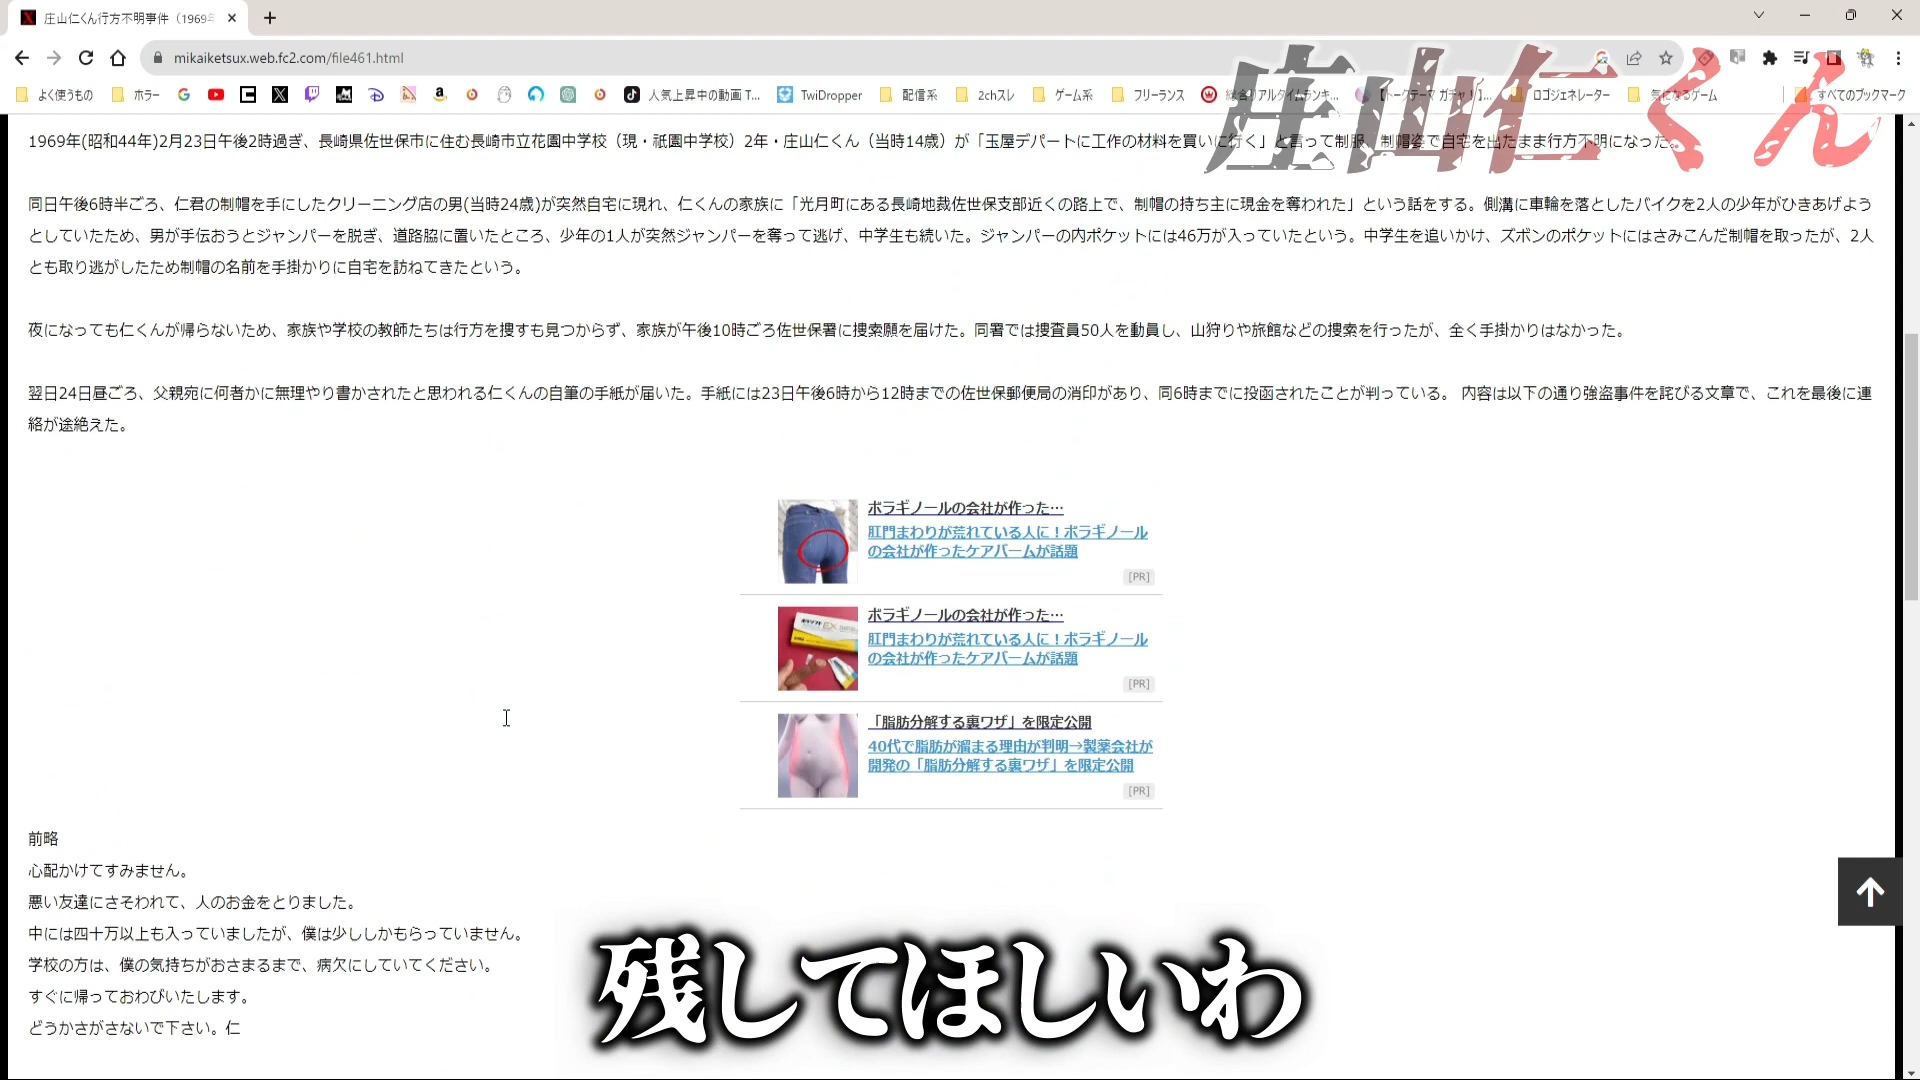 庄山仁くん行方不明事件（1969
mikaiketsux.web.fc2.com/file461.html
よく使うもの ホラー 人気上昇中の動画 T... TwiDropper 配信系 2chスレ ゲーム系 フリーランス 総合リアルタイムランキ... 【トークテーマ ガチャ！】... ロゴジェネレーター 気になるゲーム すべてのブックマーク
庄山仁くん
1969年(昭和44年)2月23日午後2時過ぎ、長崎県佐世保市に住む長崎市立花園中学校（現・祇園中学校）2年・庄山仁くん（当時14歳）が「玉屋デパートに工作の材料を買いに行く」と言って制服、制帽姿で自宅を出たまま行方不明になった。
同日午後6時半ごろ、仁君の制帽を手にしたクリーニング店の男(当時24歳)が突然自宅に現れ、仁くんの家族に「光月町にある長崎地裁佐世保支部近くの路上で、制帽の持ち主に現金を奪われた」という話をする。側溝に車輪を落としたバイクを2人の少年がひきあげよう
としていたため、男が手伝おうとジャンパーを脱ぎ、道路脇に置いたところ、少年の1人が突然ジャンパーを奪って逃げ、中学生も続いた。ジャンパーの内ポケットには46万が入っていたという。中学生を追いかけ、ズボンのポケットにはさみこんだ制帽を取ったが、2人
とも取り逃がしたため制帽の名前を手掛かりに自宅を訪ねてきたという。
夜になっても仁くんが帰らないため、家族や学校の教師たちは行方を捜すも見つからず、家族が午後10時ごろ佐世保署に捜索願を届けた。同署では捜査員50人を動員し、山狩りや旅館などの捜索を行ったが、全く手掛かりはなかった。
翌日24日昼ごろ、父親宛に何者かに無理やり書かされたと思われる仁くんの自筆の手紙が届いた。手紙には23日午後6時から12時までの佐世保郵便局の消印があり、同6時までに投函されたことが判っている。 内容は以下の通り強盗事件を詫びる文章で、これを最後に連
絡が途絶えた。
ボラギノールの会社が作った…
肛門まわりが荒れている人に！ボラギノール
の会社が作ったケアバームが話題
[PR]
ボラギノールの会社が作った…
肛門まわりが荒れている人に！ボラギノール
の会社が作ったケアバームが話題
[PR]
「脂肪分解する裏ワザ」を限定公開
40代で脂肪が溜まる理由が判明→製薬会社が
開発の「脂肪分解する裏ワザ」を限定公開
[PR]
前略
心配かけてすみません。
悪い友達にさそわれて、人のお金をとりました。
中には四十万以上も入っていましたが、僕は少ししかもらっていません。
学校の方は、僕の気持ちがおさまるまで、病欠にしていてください。
すぐに帰っておわびいたします。
どうかさがさないで下さい。仁
残してほしいわ